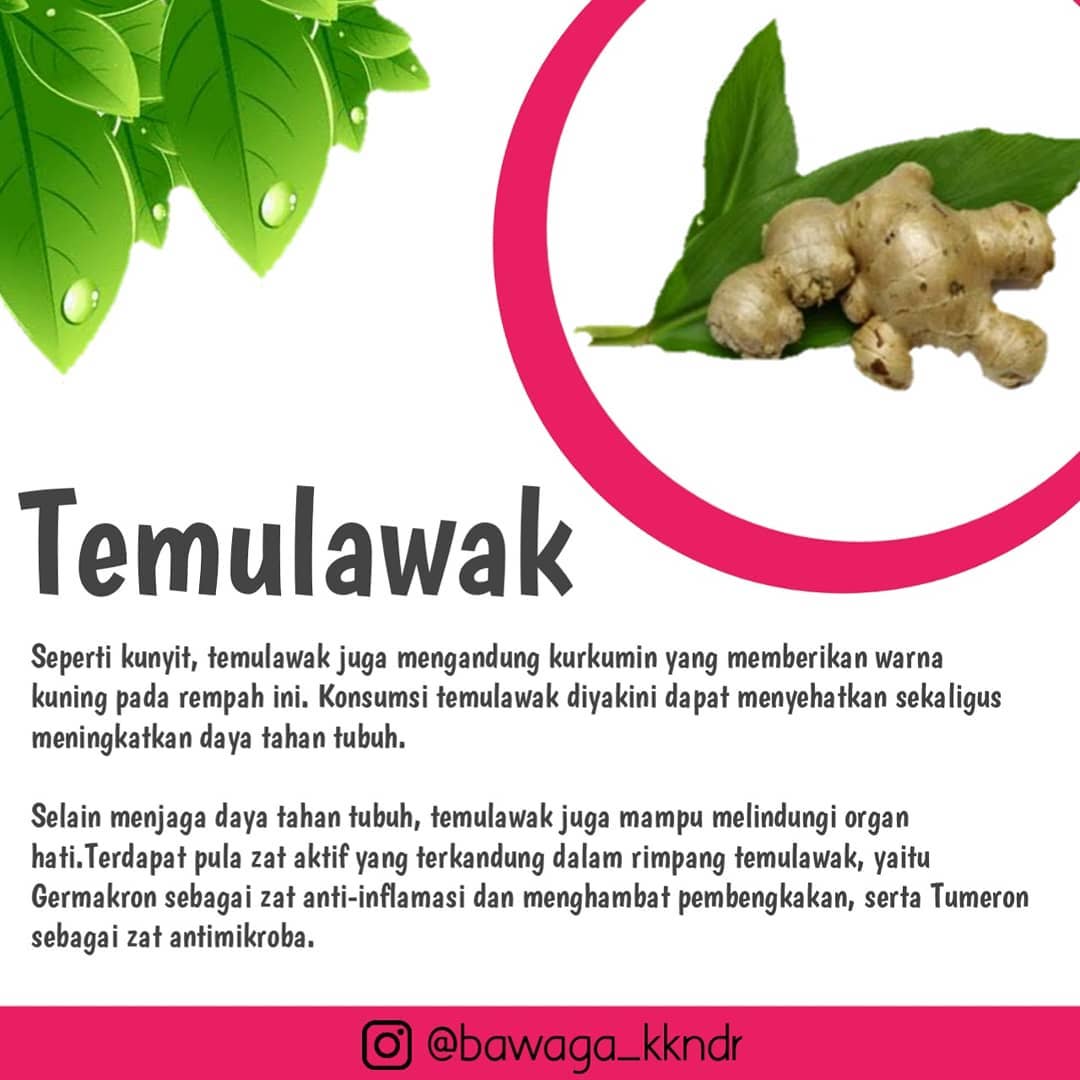 Temulawak
Seperti kunyit, temulawak juga mengandung kurkumin yang memberikan warna
kuning pada rempah ini. Konsumsi temulawak diyakini dapat menyehatkan sekaligus
meningkatkan daya tahan tubuh.
Selain menjaga daya tahan tubuh, temulawak juga mampu melindungi organ
hati.Terdapat pula zat aktif yang terkandung dalam rimpang temulawak, yaitu
Germakron sebagai zat anti-inflamasi dan menghambat pembengkakan, serta Tumeron
sebagai zat antimikroba.
@bawaga_kkndr